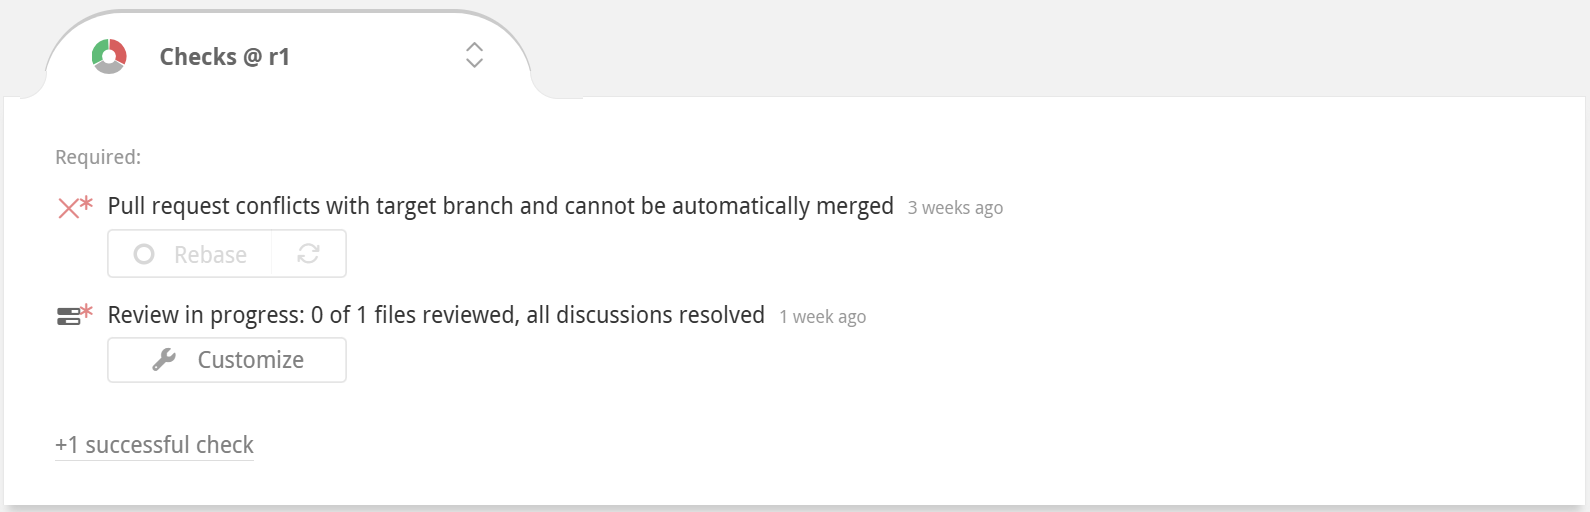 Checks @ r1
Required:
Pull request conflicts with target branch and cannot be automatically merged 3 weeks ago
Rebase
Review in progress: 0 of 1 files reviewed, all discussions resolved 1 week ago
Customize
+1 successful check